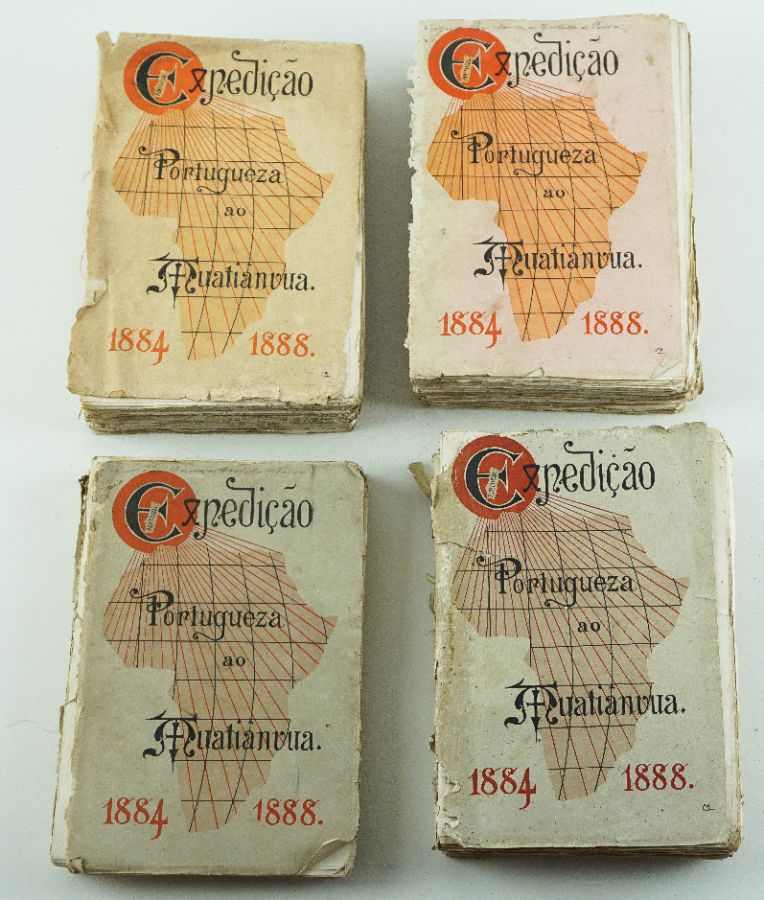 Expedição
Portugueza
ao
Muatiânvua.
1884 1888.
Expedição
Portugueza
ao
Muatiânvua.
1884 1888.
Expedição
Portugueza
ao
Muatiânvua.
1884 1888.
Expedição
Portugueza
ao
Muatiânvua.
1884 1888.